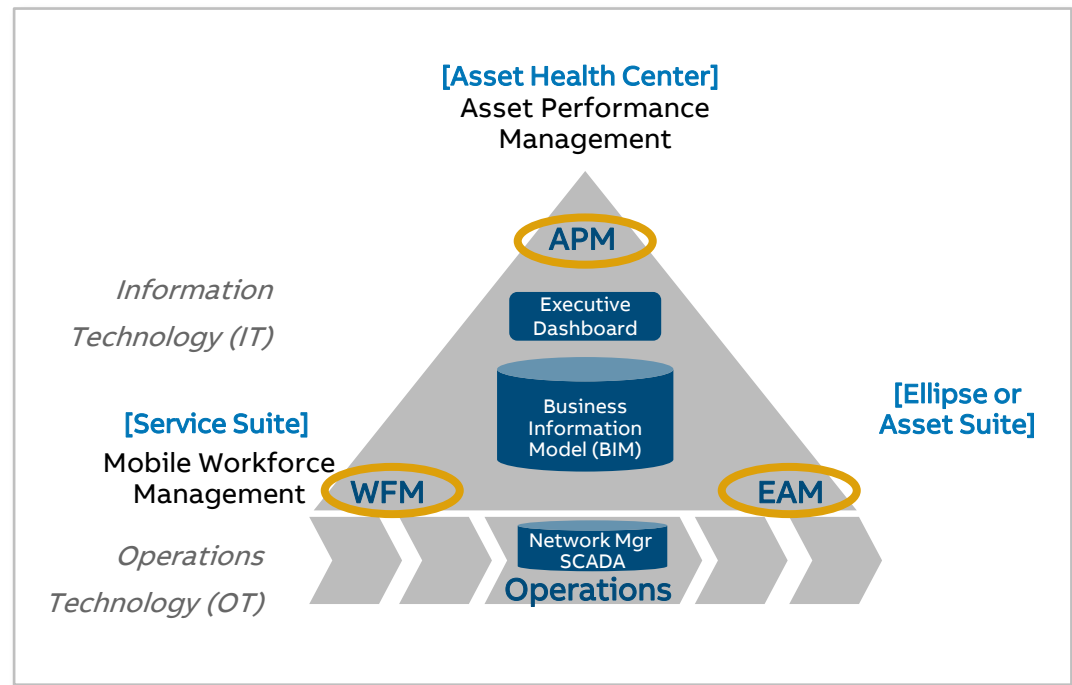 [Asset Health Center]
Asset Performance
Management
APM
Information
Technology (IT)
Executive
Dashboard
Business
Information
Model (BIM)
[Service Suite]
Mobile Workforce
Management
WFM
[Ellipse or
Asset Suite]
EAM
Operations
Technology (OT)
Network Mgr
SCADA
Operations